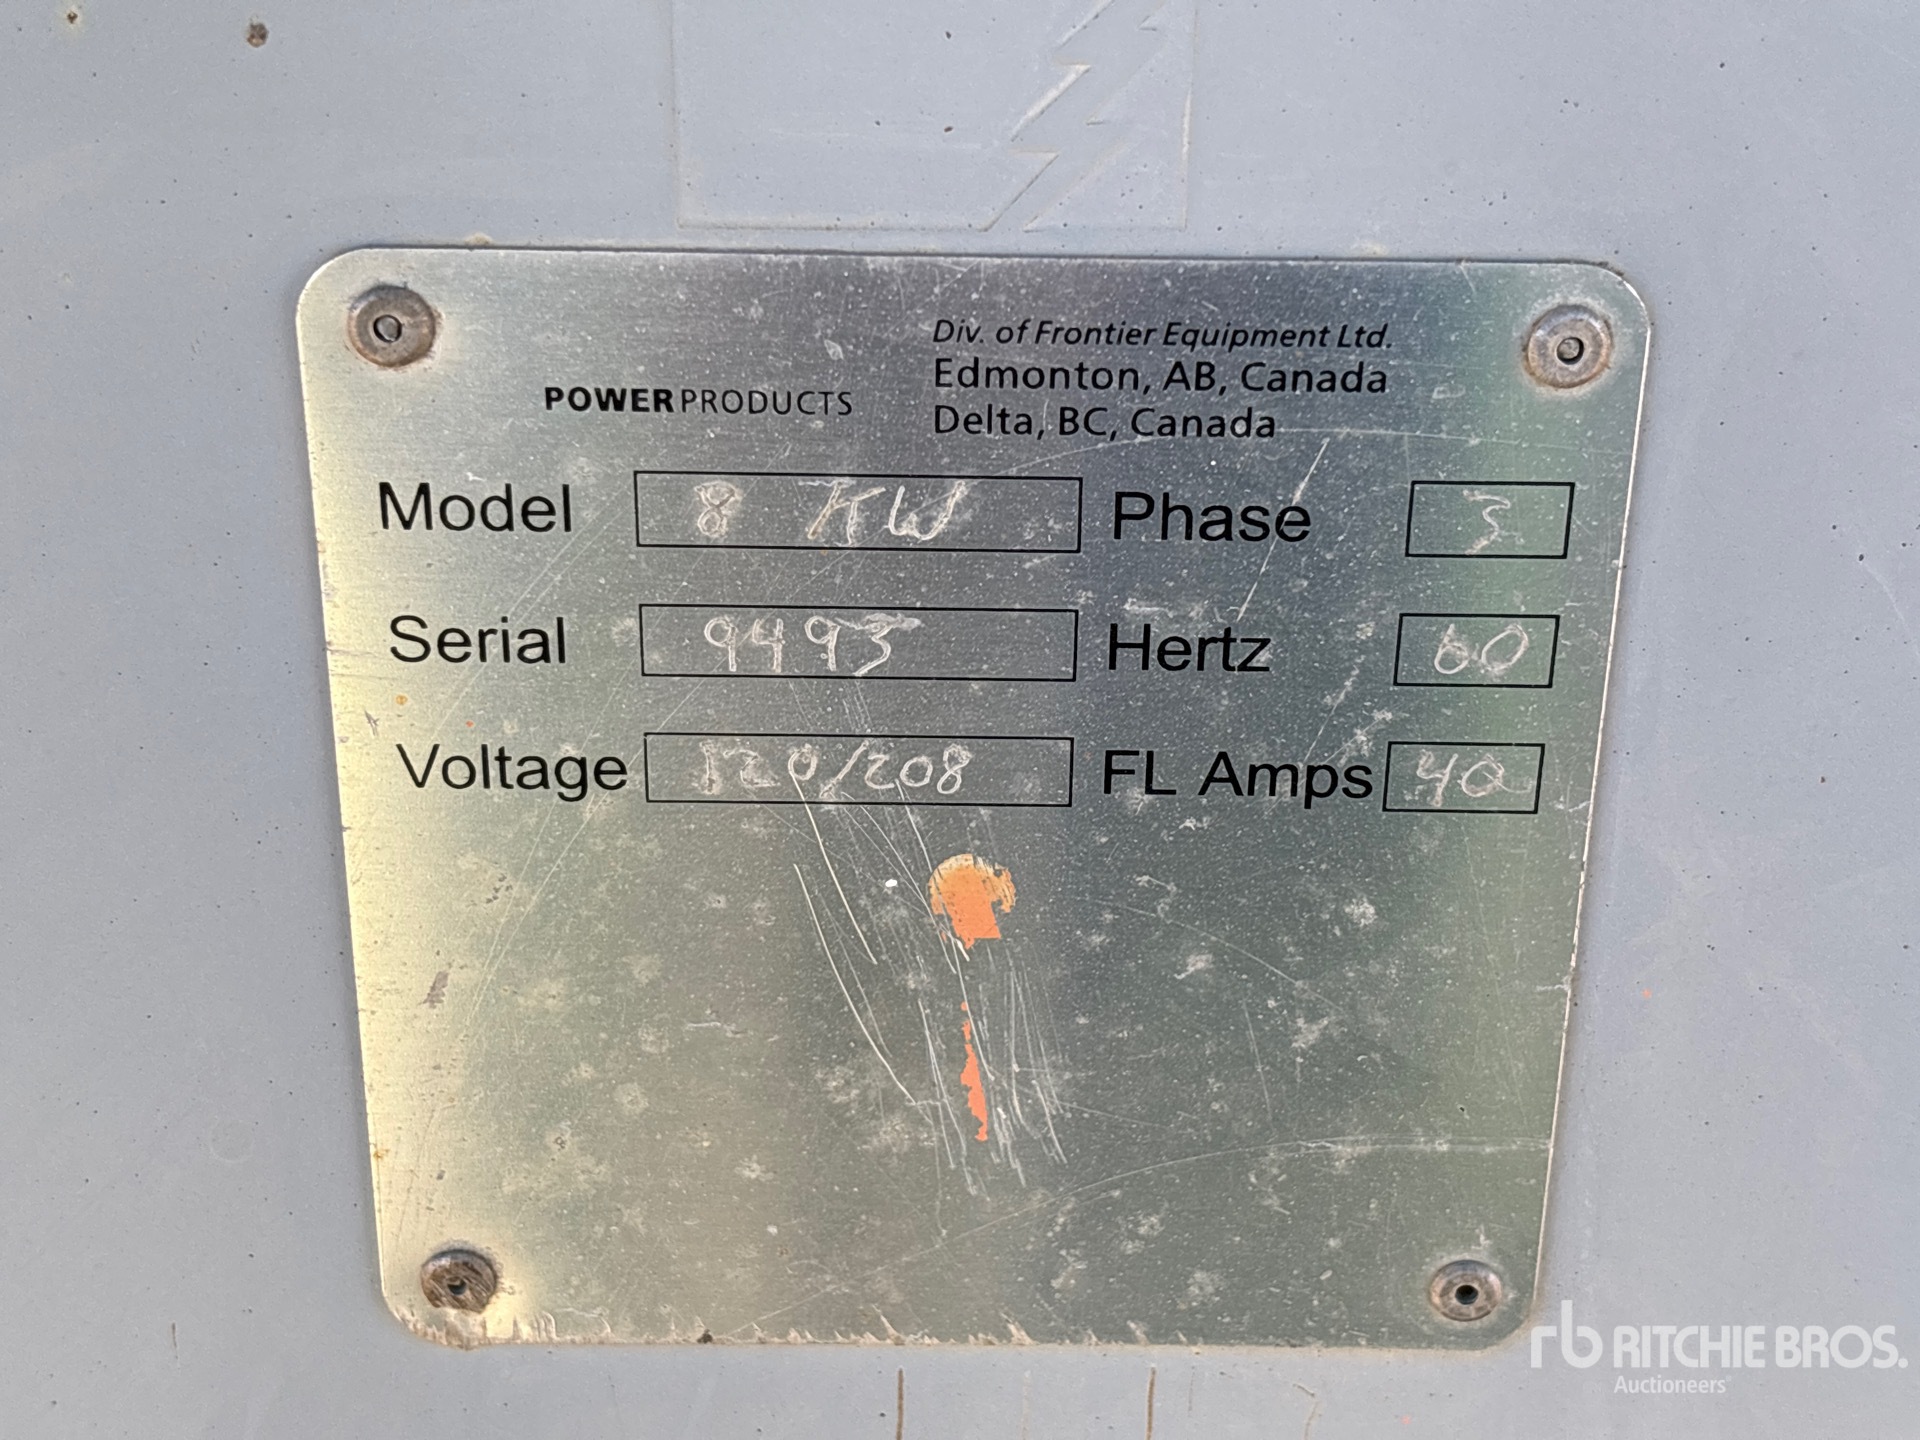 Div. of Frontier Equipment Ltd.
POWERPRODUCTS Edmonton, AB, Canada
Delta, BC, Canada
Model 8 KW Phase 3
Serial 9493 Hertz 60
Voltage 120/208 FL Amps 40
rb RITCHIE BROS.
Auctioneers